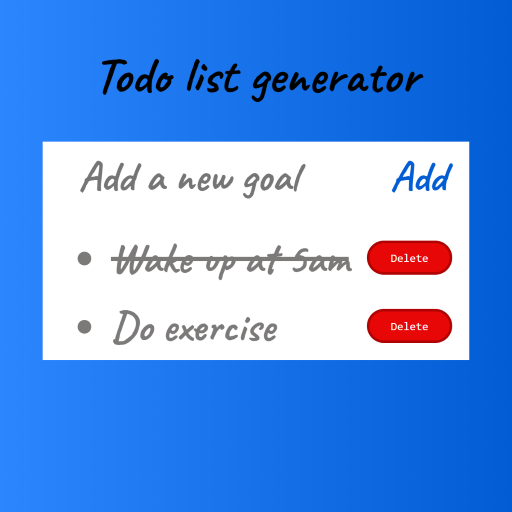 Todo list generator
Add a new goal Add
Wake up at 5am Delete
Do exercise Delete